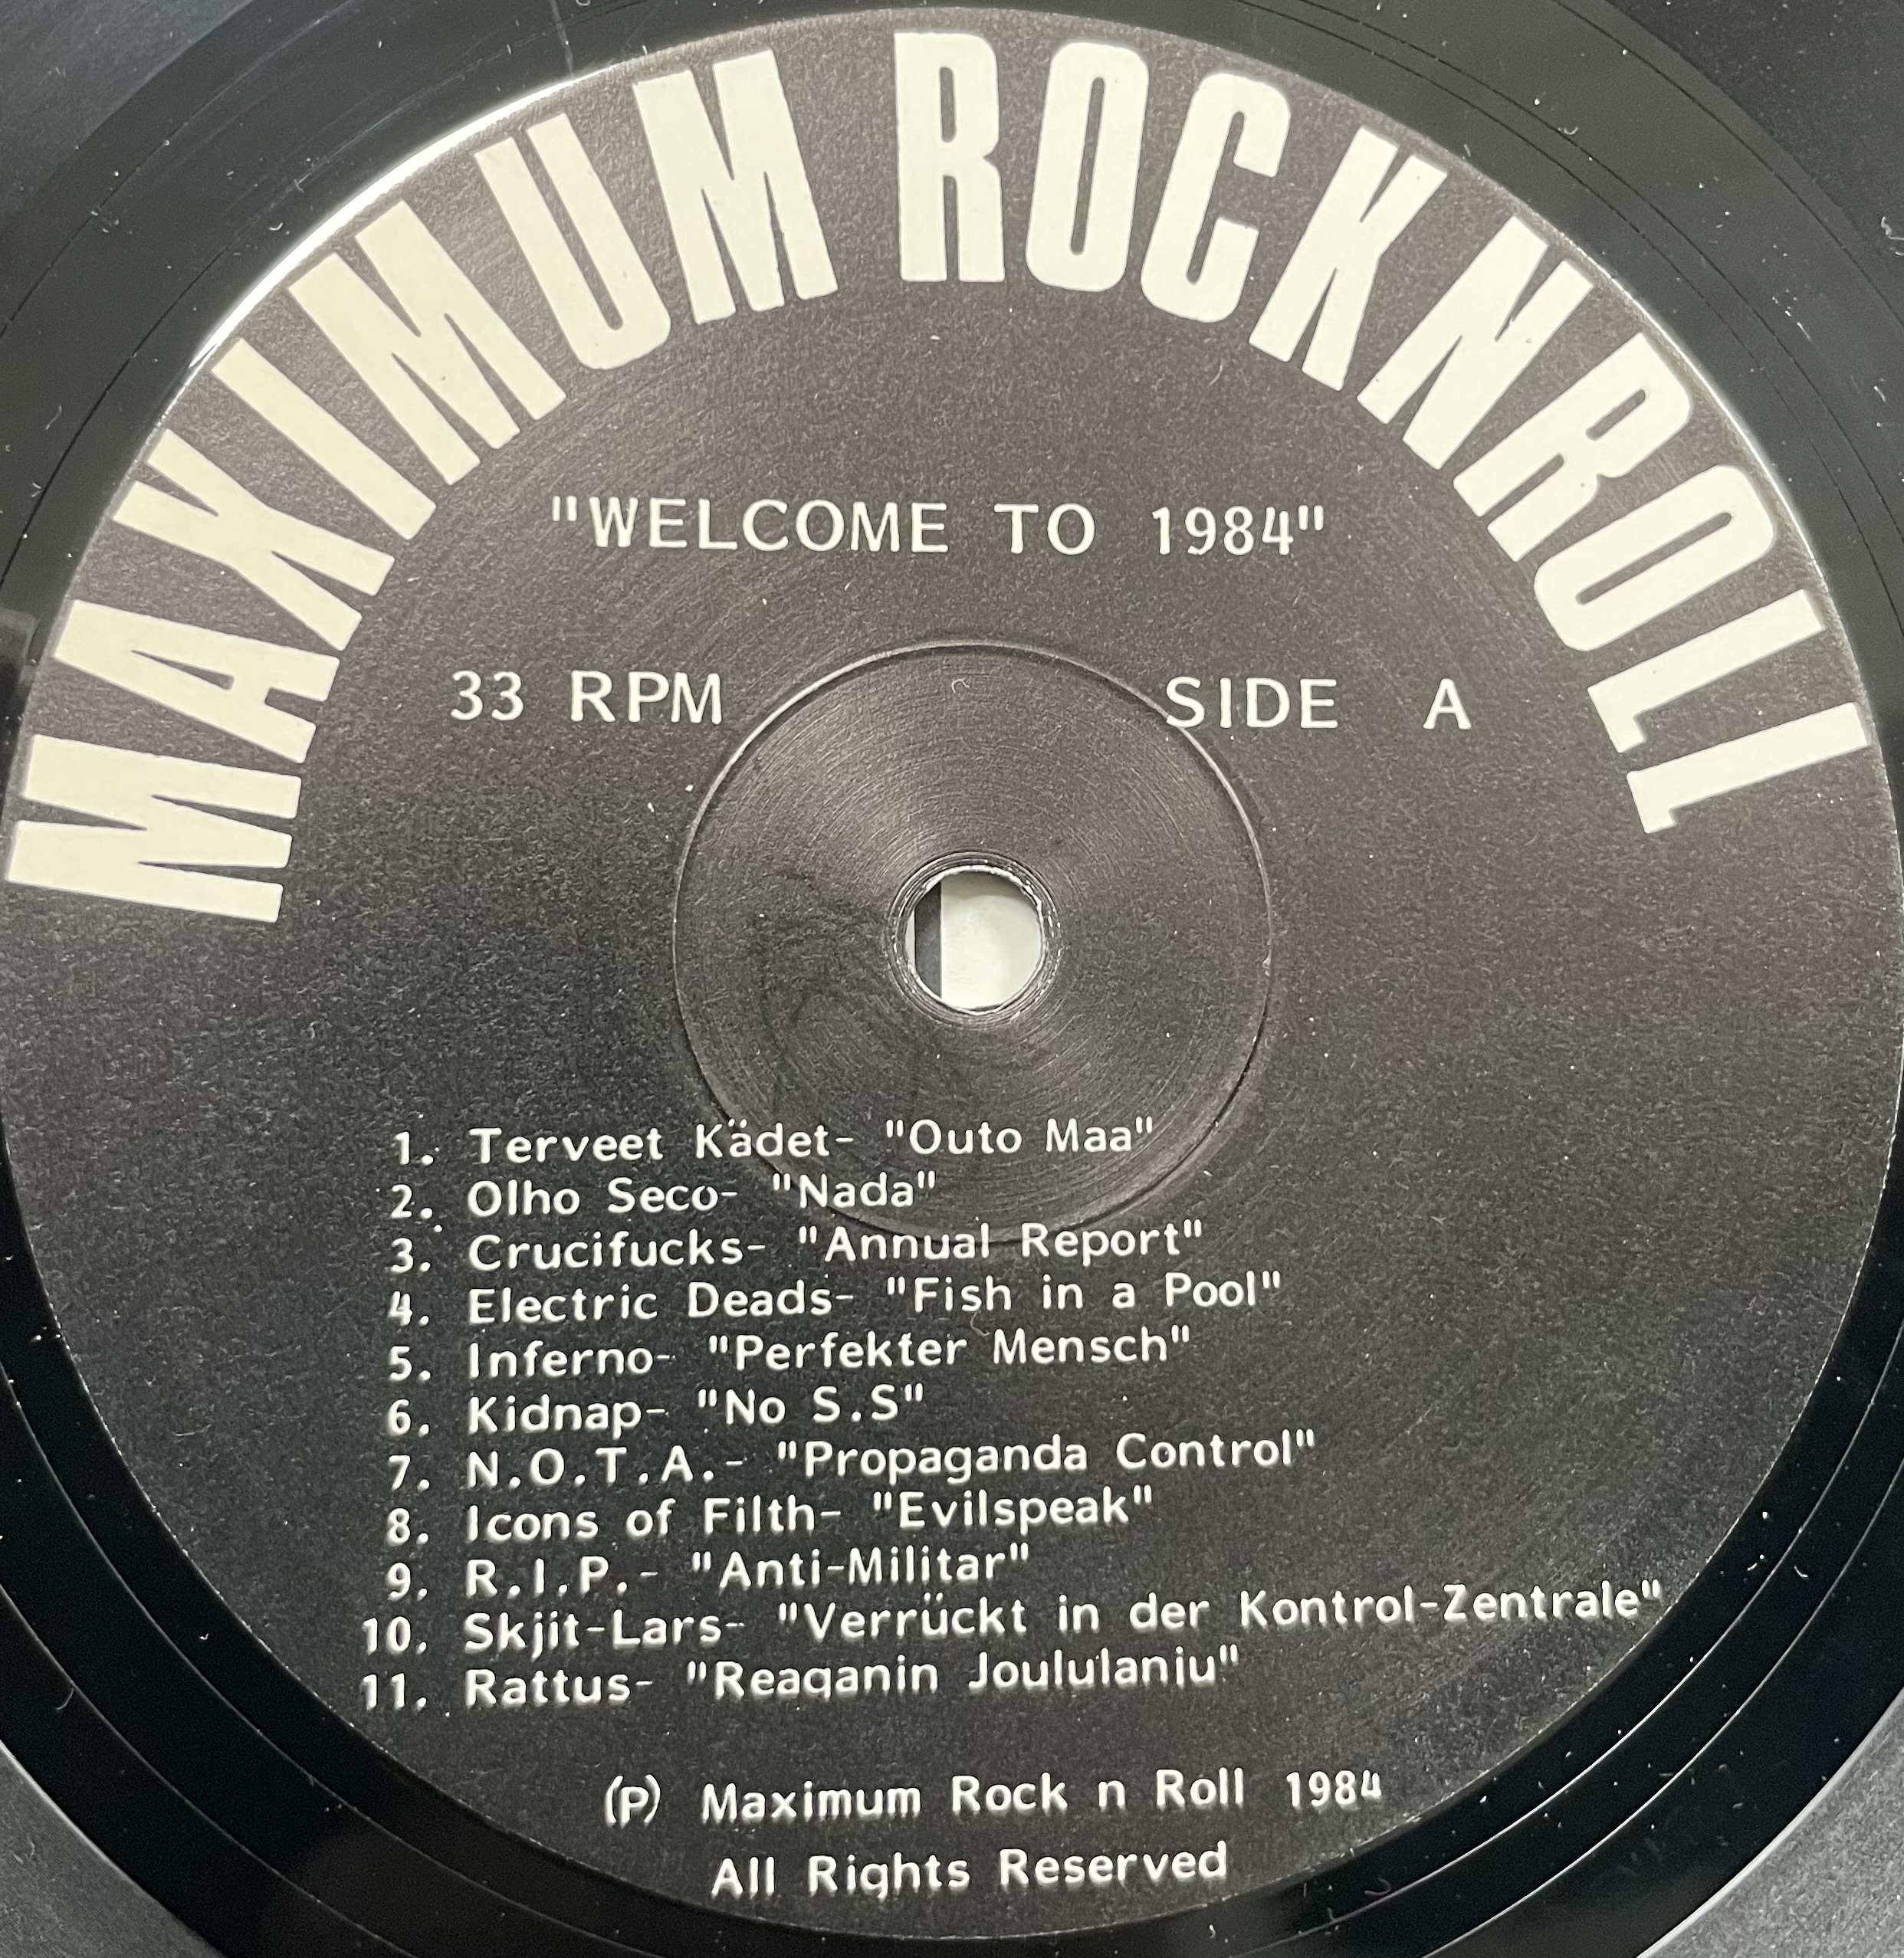 MAXIMUM ROCKNROLL
"WELCOME TO 1984"
33 RPM SIDE A
1. Terveet Kädet- "Outo Maa"
2. Olho Seco- "Nada"
3. Crucifucks- "Annual Report"
4. Electric Deads- "Fish in a Pool"
5. Inferno- "Perfekter Mensch"
6. Kidnap- "No S.S"
7. N.O.T.A.- "Propaganda Control"
8. Icons of Filth- "Evilspeak"
9. R.I.P.- "Anti-Militar"
10. Skjit-Lars- "Verrückt in der Kontrol-Zentrale"
11. Rattus- "Reaganin Joululaniu"
(P) Maximum Rock n Roll 1984
All Rights Reserved